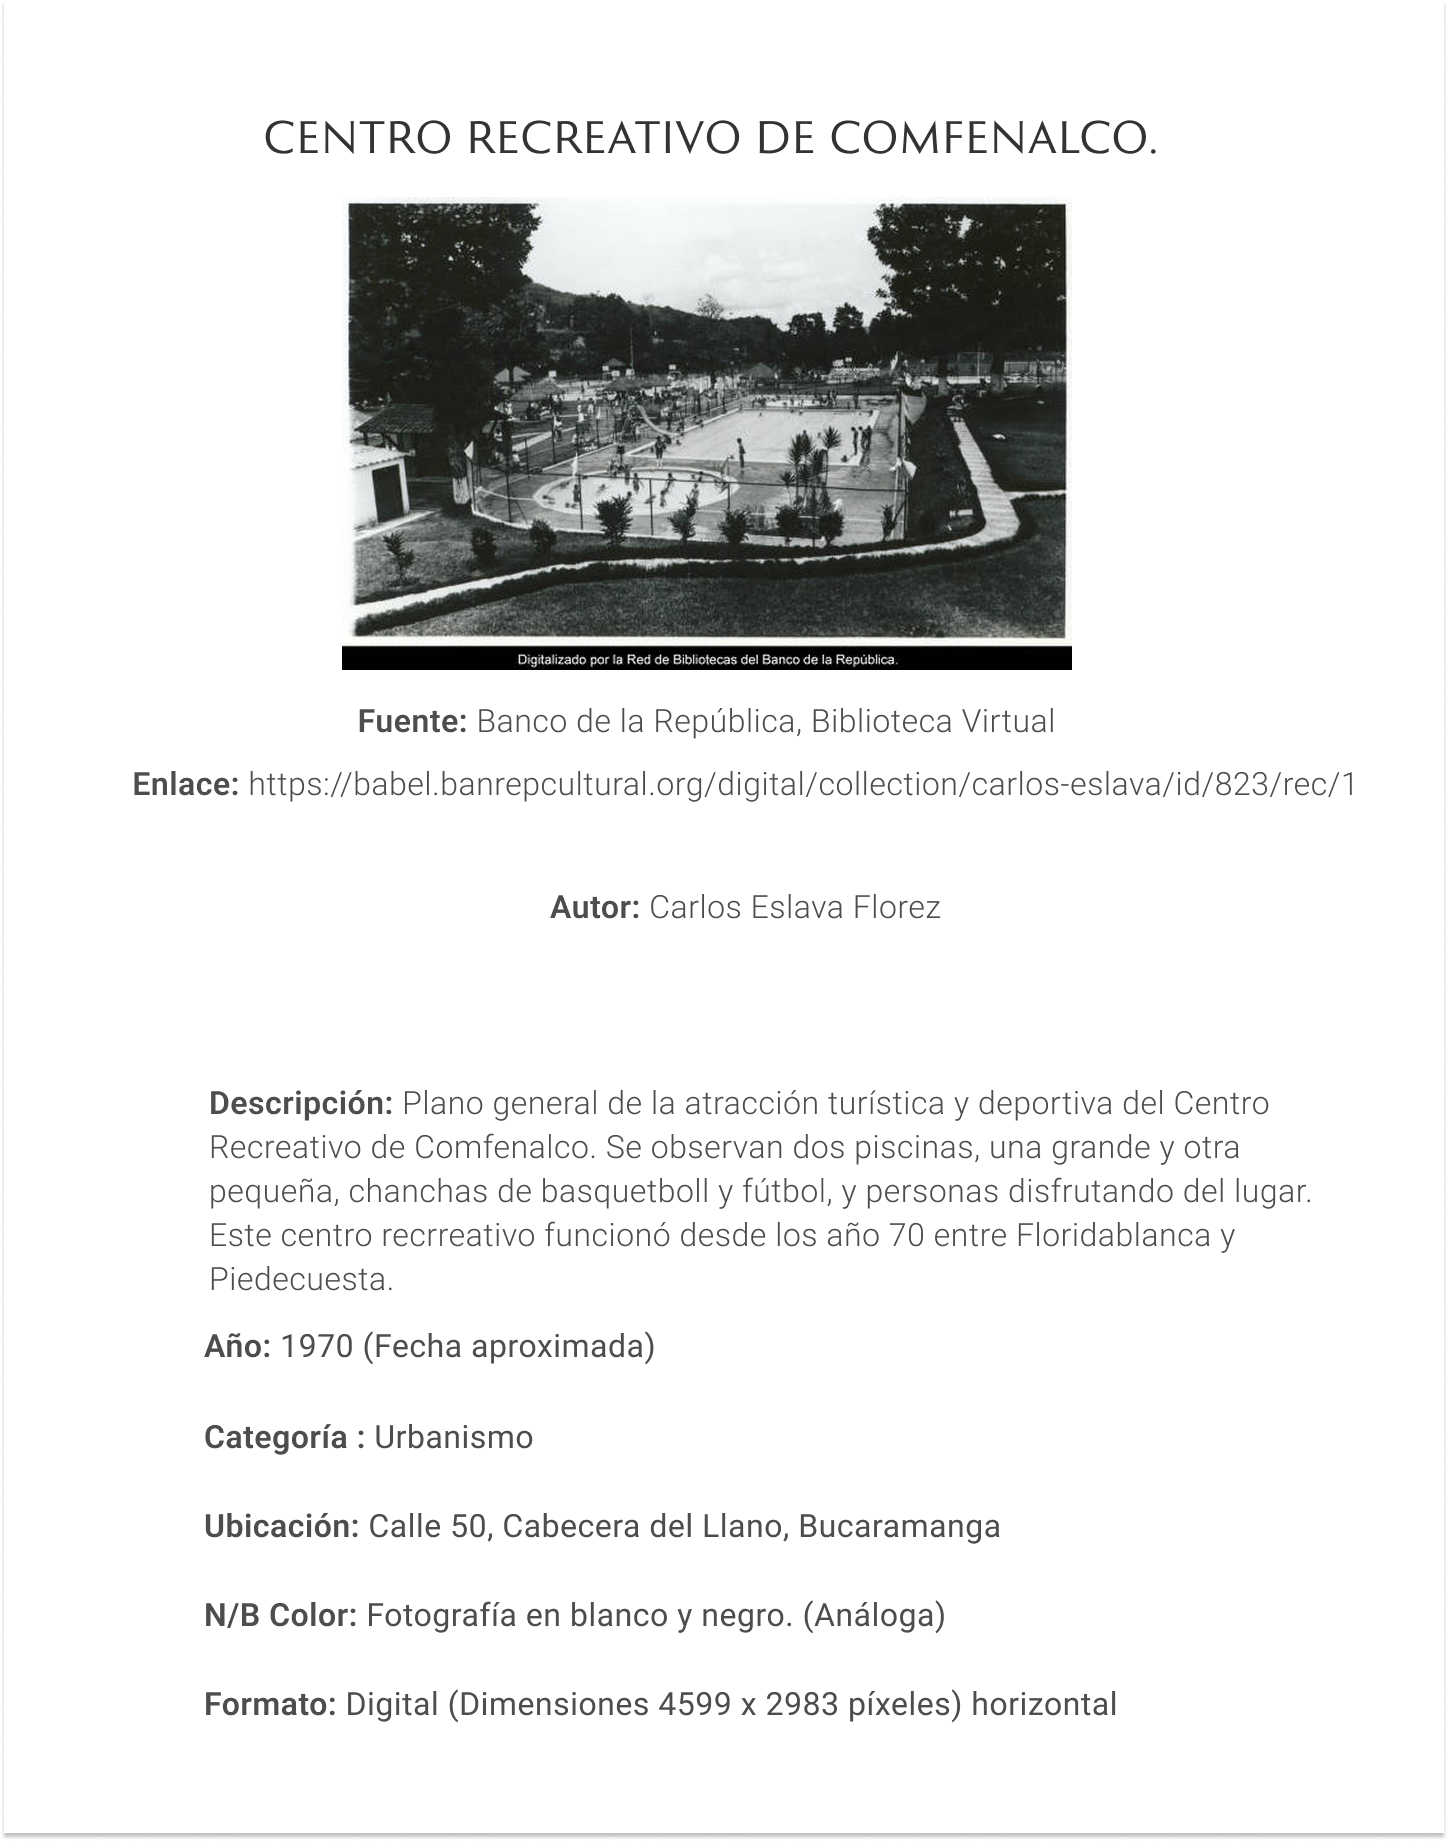 CENTRO RECREATIVO DE COMFENALCO.
Digitalizado por la Red de Bibliotecas del Banco de la República.
Fuente: Banco de la República, Biblioteca Virtual
Enlace: https://babel.banrepcultural.org/digital/collection/carlos-eslava/id/823/rec/1
Autor: Carlos Eslava Florez
Descripción: Plano general de la atracción turística y deportiva del Centro
Recreativo de Comfenalco. Se observan dos piscinas, una grande y otra
pequeña, chanchas de basquetboll y fútbol, y personas disfrutando del lugar.
Este centro recrreativo funcionó desde los año 70 entre Floridablanca y
Piedecuesta.
Año: 1970 (Fecha aproximada)
Categoría : Urbanismo
Ubicación: Calle 50, Cabecera del Llano, Bucaramanga
N/B Color: Fotografía en blanco y negro. (Análoga)
Formato: Digital (Dimensiones 4599 x 2983 píxeles) horizontal